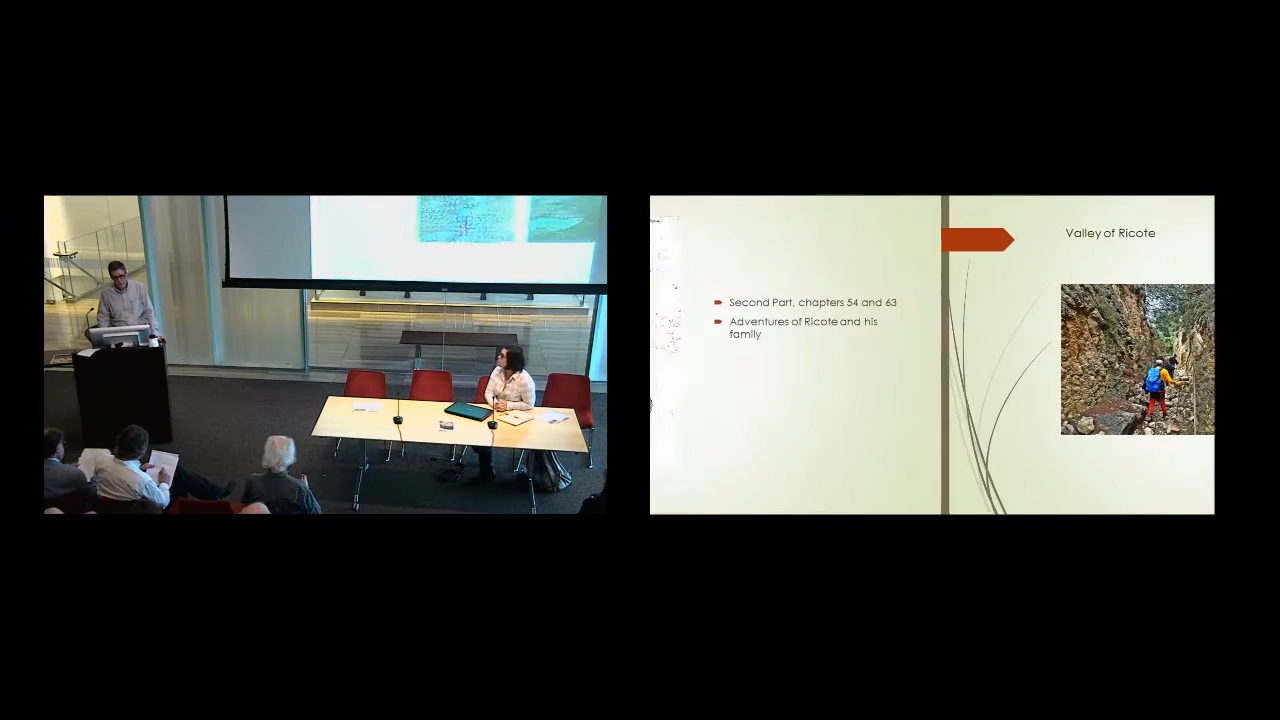 Valley of Ricote
Second Part, chapters 54 and 63
Adventures of Ricote and his
family